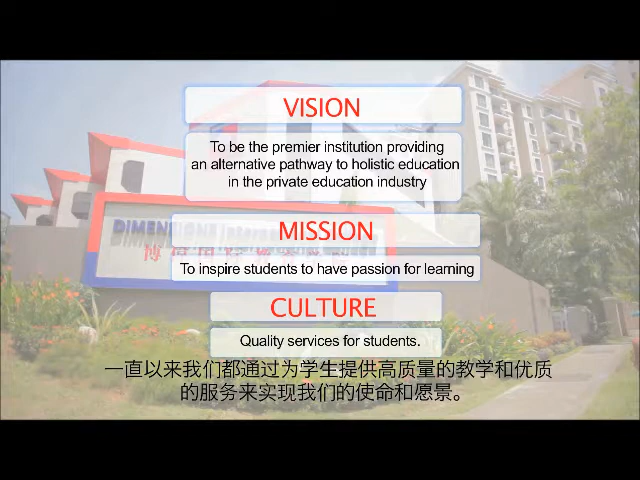 VISION
To be the premier institution providing
an alternative pathway to holistic education
in the private education industry
MISSION
To inspire students to have passion for learning
CULTURE
Quality services for students.
一直以来我们都通过为学生提供高质量的教学和优质
的服务来实现我们的使命和愿景。
DIMENSIONS